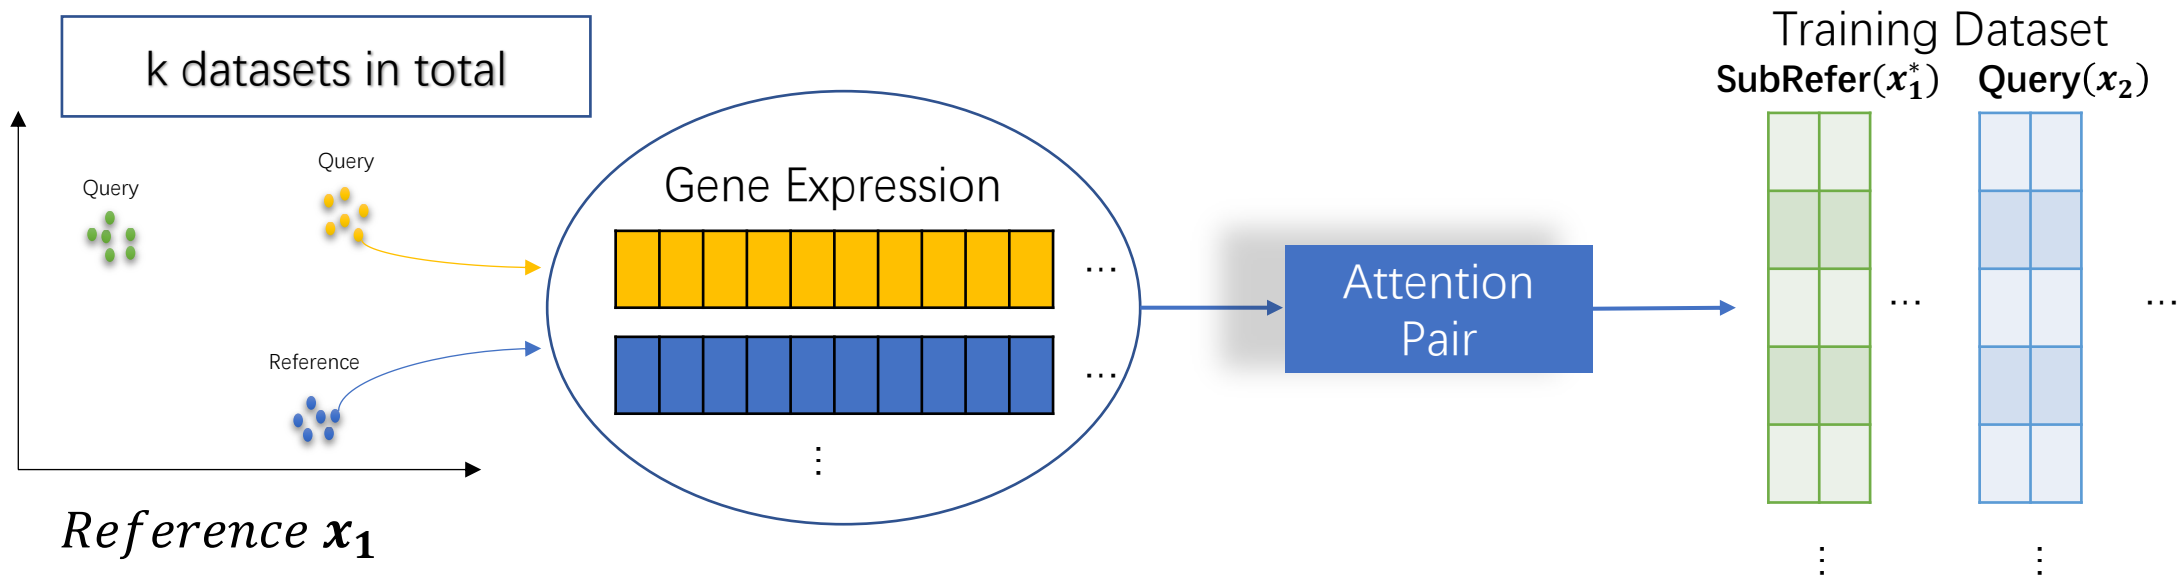 k datasets in total
Query
Query
Reference
Reference x₁
Gene Expression
...
...
⋮
Attention
Pair
Training Dataset
SubRefer(x₁*) Query(x₂)
... ...
⋮ ⋮